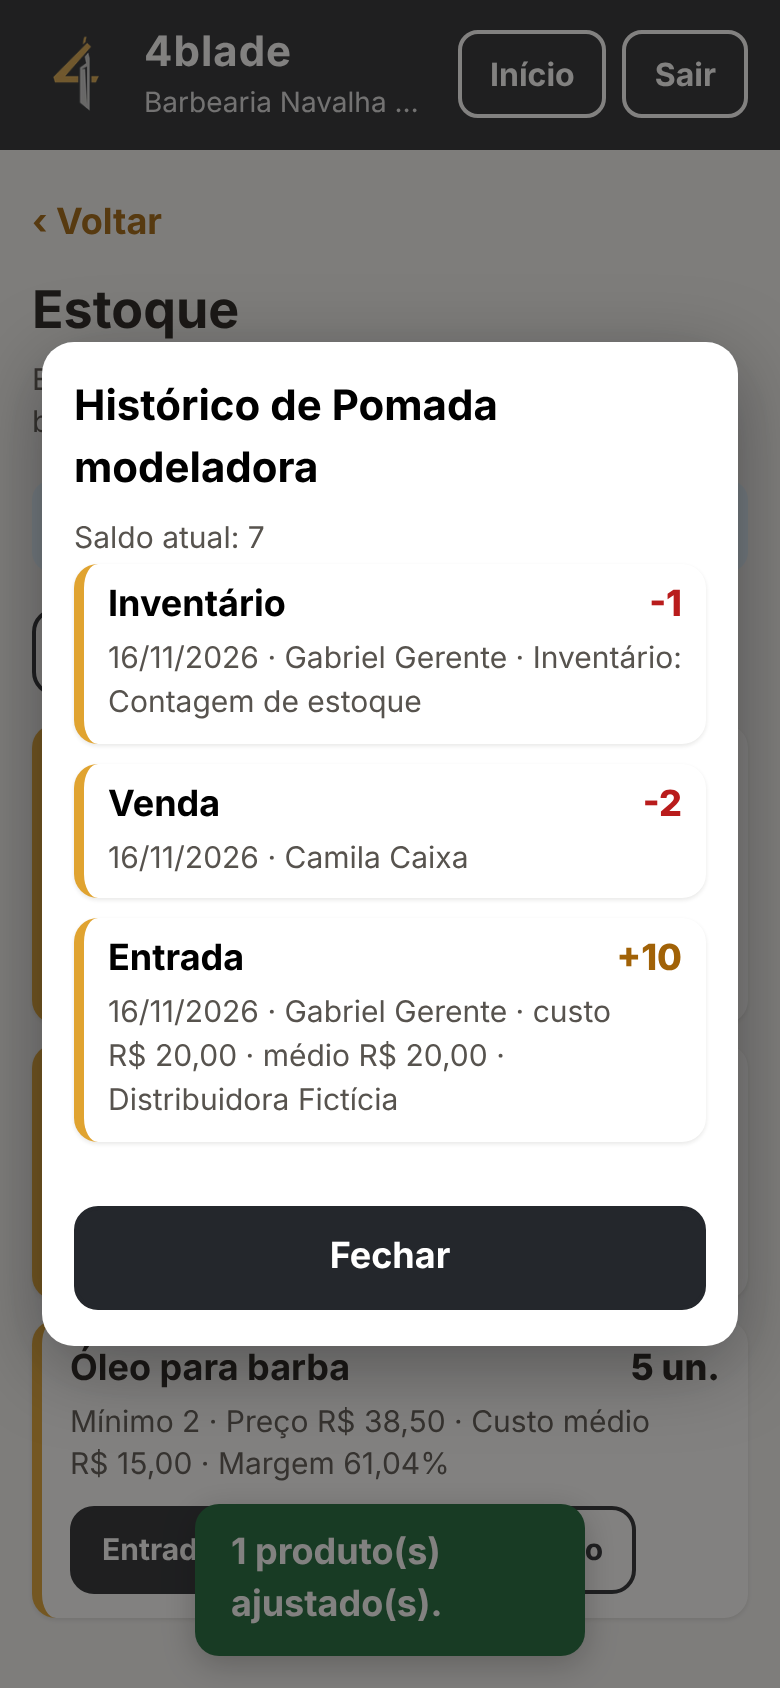 4blade
Barbearia Navalha ...
Início
Sair
‹ Voltar
Estoque
Histórico de Pomada
modeladora
Saldo atual: 7
Inventário
-1
16/11/2026 · Gabriel Gerente · Inventário:
Contagem de estoque
Venda
-2
16/11/2026 · Camila Caixa
Entrada
+10
16/11/2026 · Gabriel Gerente · custo
R$ 20,00 · médio R$ 20,00 ·
Distribuidora Fictícia
Fechar
Óleo para barba
5 un.
Mínimo 2 · Preço R$ 38,50 · Custo médio
R$ 15,00 · Margem 61,04%
1 produto(s)
ajustado(s).